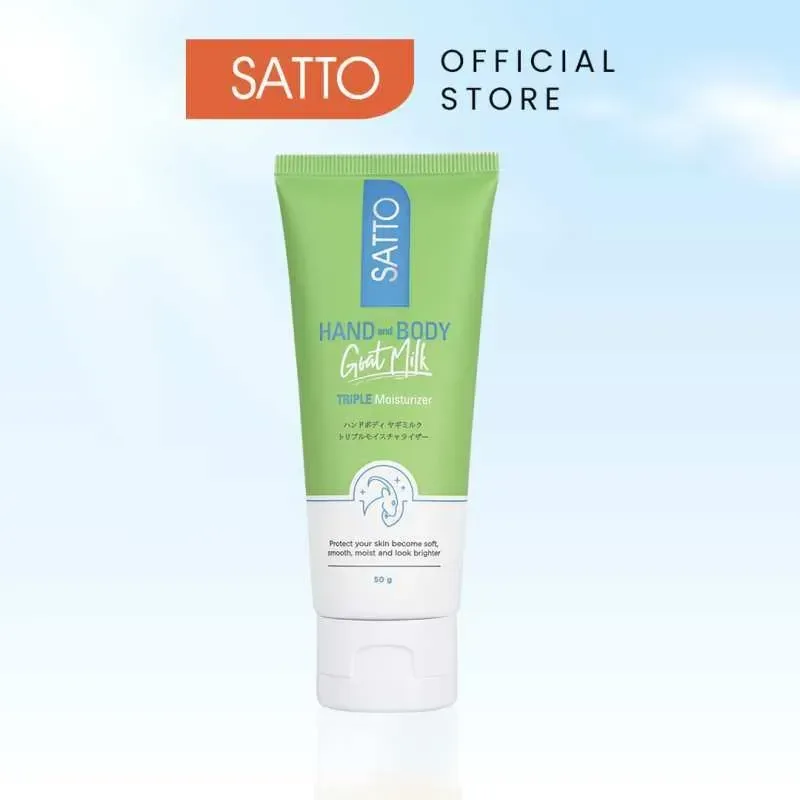 SATTO
OFFICIAL
STORE
SATTO
HAND and BODY
Goat Milk
TRIPLE Moisturizer
ハンドボディ ヤギミルク
トリプルモイスチャライザー
Protect your skin become soft,
smooth, moist and look brighter
50 g